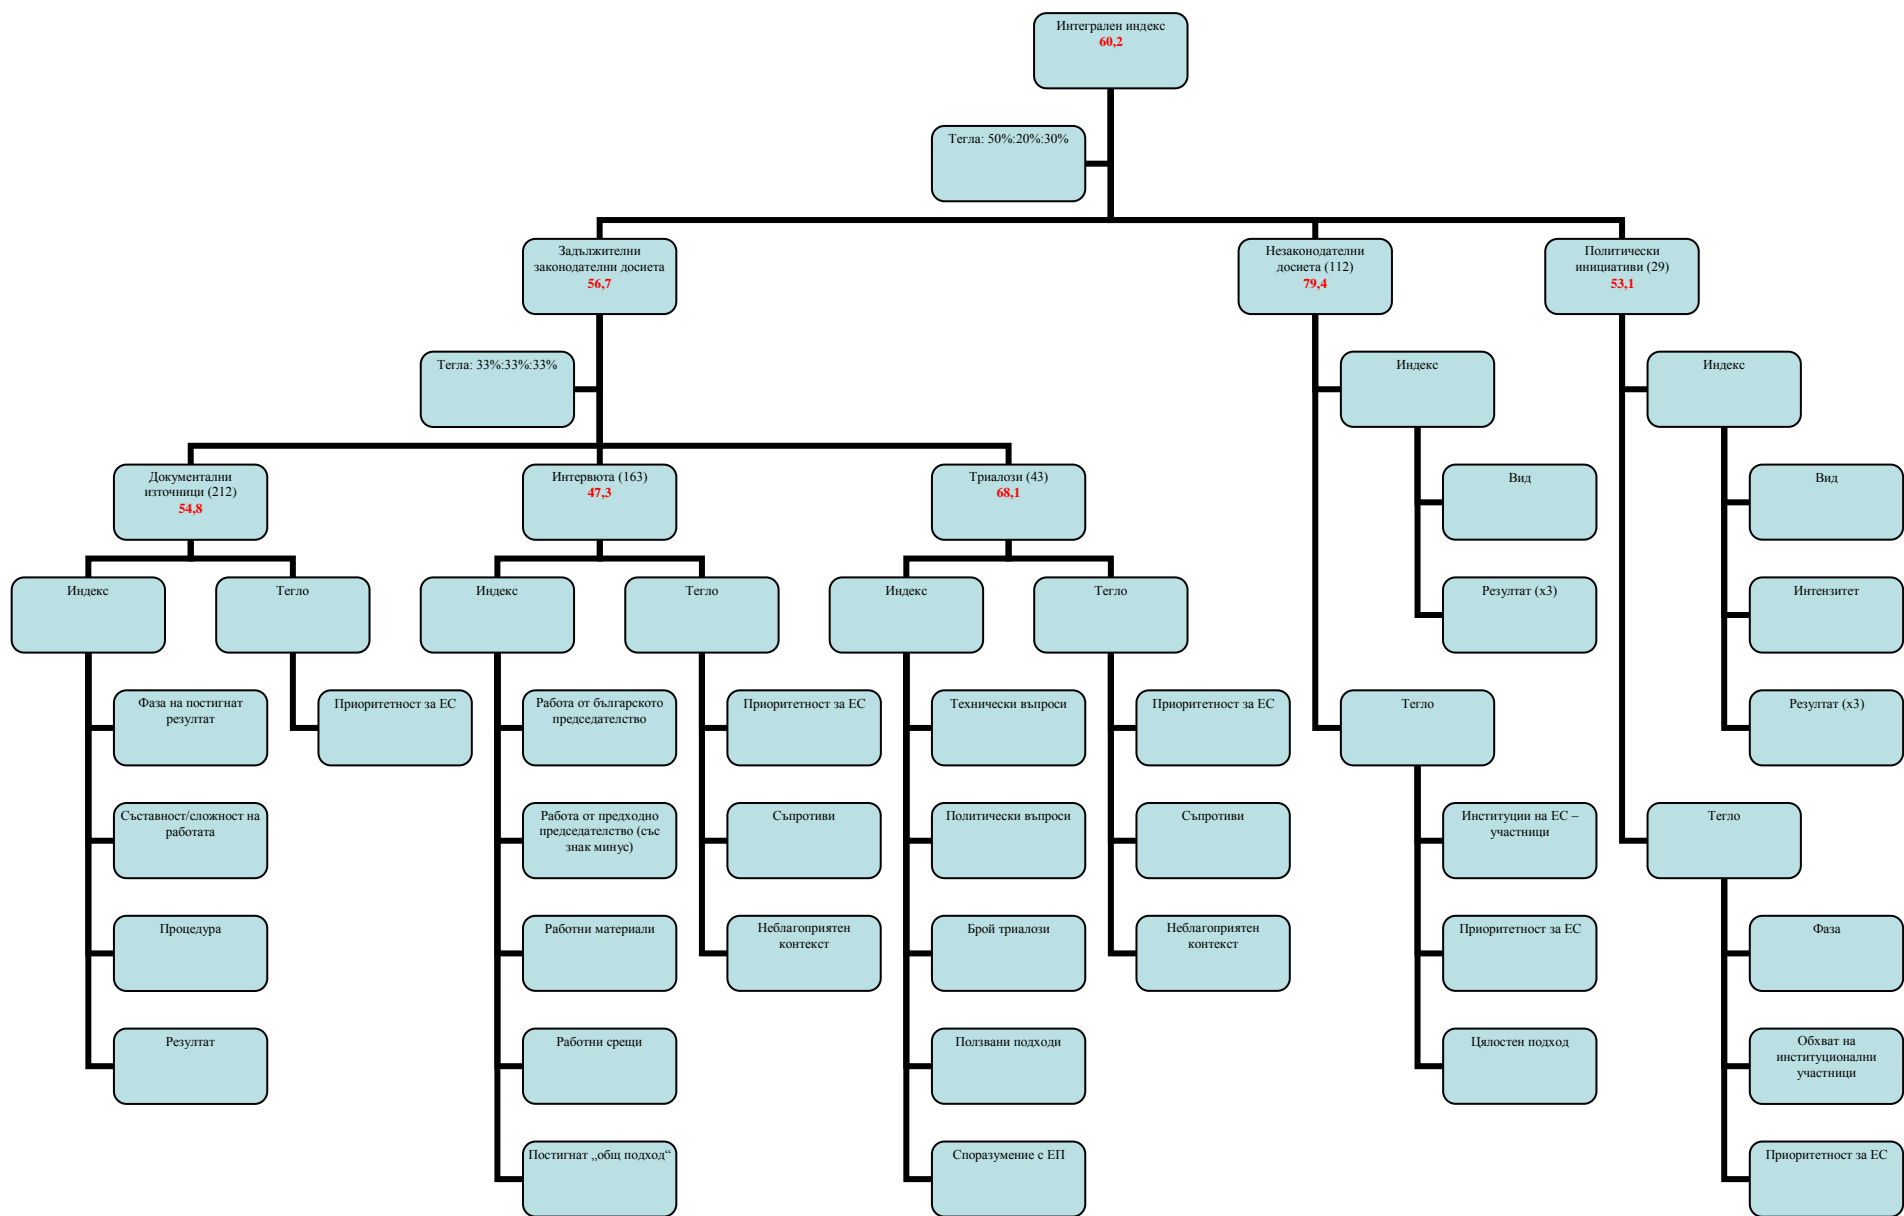 Интегрален индекс
60,2
Тегла: 50%:20%:30%
Задължителни
законодателни досиета
56,7
Незаконодателни
досиета (112)
79,4
Политически
инициативи (29)
53,1
Тегла: 33%:33%:33%
Индекс
Индекс
Документални
източници (212)
54,8
Интервюта (163)
47,3
Триалози (43)
68,1
Вид
Вид
Индекс
Тегло
Индекс
Тегло
Индекс
Тегло
Резултат (x3)
Интензитет
Фаза на постигнат
резултат
Приоритетност за ЕС
Работа от българското
председателство
Приоритетност за ЕС
Технически въпроси
Приоритетност за ЕС
Тегло
Резултат (x3)
Съставност/сложност на
работата
Работа от предходно
председателство (със
знак минус)
Съпротиви
Политически въпроси
Съпротиви
Институции на ЕС –
участници
Тегло
Процедура
Работни материали
Неблагоприятен
контекст
Брой триалози
Неблагоприятен
контекст
Приоритетност за ЕС
Фаза
Резултат
Работни срещи
Ползвани подходи
Цялостен подход
Обхват на
институционални
участници
Постигнат „общ подход“
Споразумение с ЕП
Приоритетност за ЕС